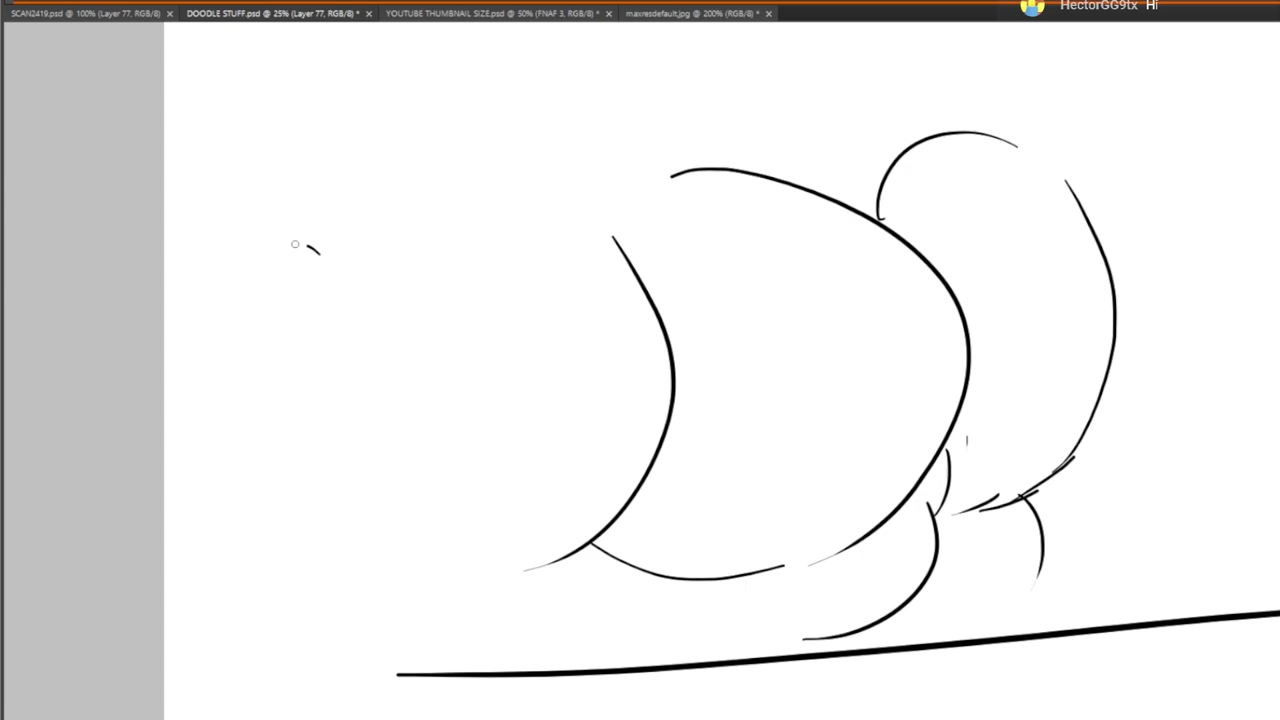 HectorGG9tx Hi
SCAN2419.psd @ 100% (Layer 77, RGB/8) × DOODLE STUFF.psd @ 25% (Layer 77, RGB/8) * × YOUTUBE THUMBNAIL SIZE.psd @ 50% (FNAF 3, RGB/8) * × maxresdefault.jpg @ 200% (RGB/8) * ×